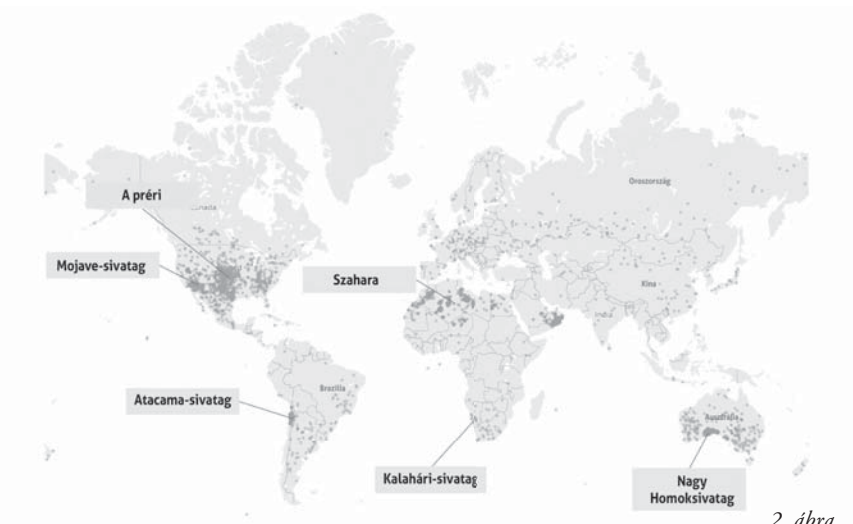 Oroszország
A préri
Mojave-sivatag
Szahara
Kína
India
Atacama-sivatag
Brazília
Ausztrália
Kalahári-sivatag
Nagy
Homoksivatag
2. ábra